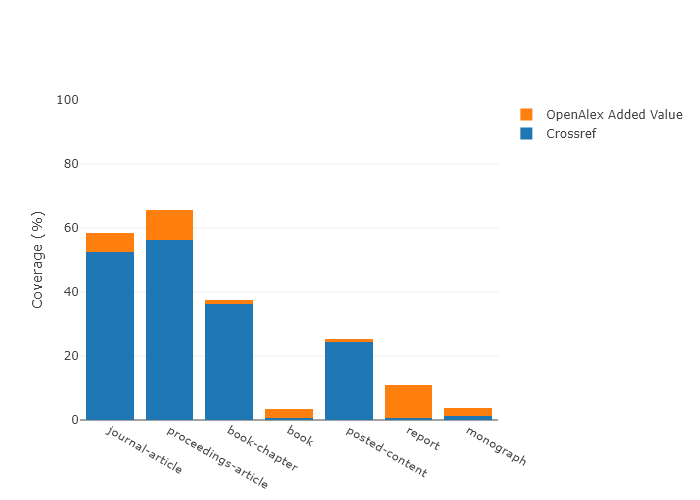 100
80
60
40
20
0
Coverage (%)
journal-article
proceedings-article
book-chapter
book
posted-content
report
monograph
OpenAlex Added Value
Crossref